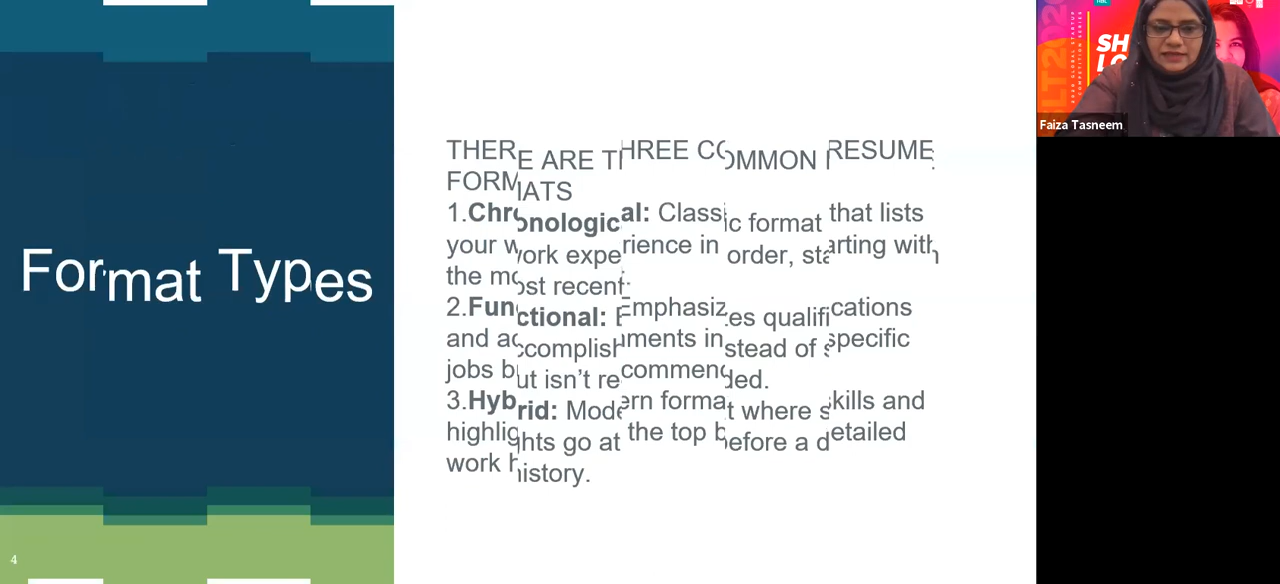 Format Types
4
THERE ARE THREE COMMON RESUME
FORMATS
1.Chronological: Classic format that lists
your work experience in order, starting with
the most recent.
2.Functional: Emphasizes qualifications
and accomplishments instead of specific
jobs but isn’t recommended.
3.Hybrid: Modern format where skills and
highlights go at the top before a detailed
work history.
Faiza Tasneem